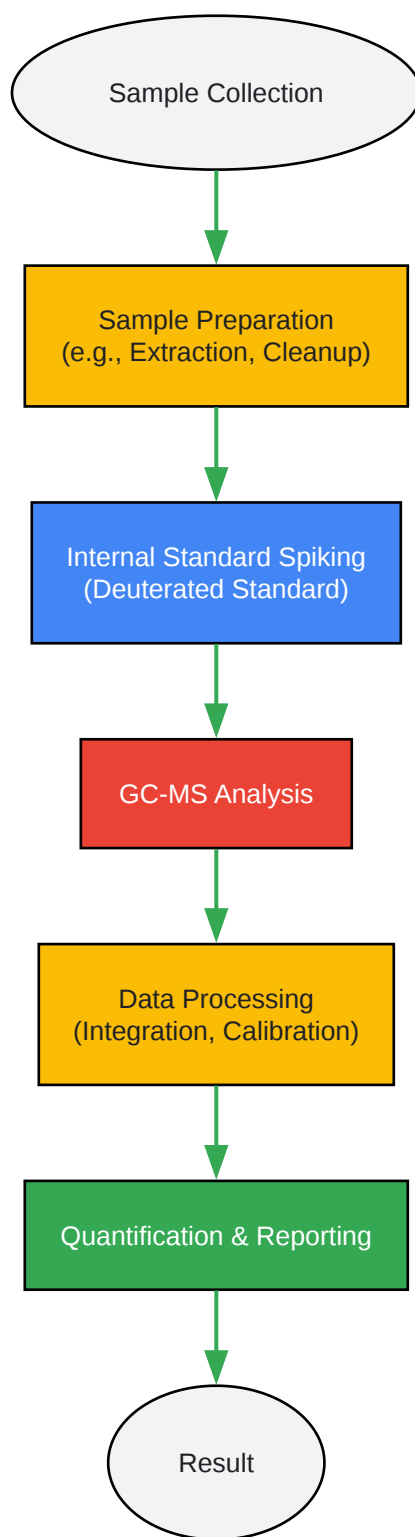 Sample Collection
Sample Preparation
(e.g., Extraction, Cleanup)
Internal Standard Spiking
(Deuterated Standard)
GC-MS Analysis
Data Processing
(Integration, Calibration)
Quantification & Reporting
Result